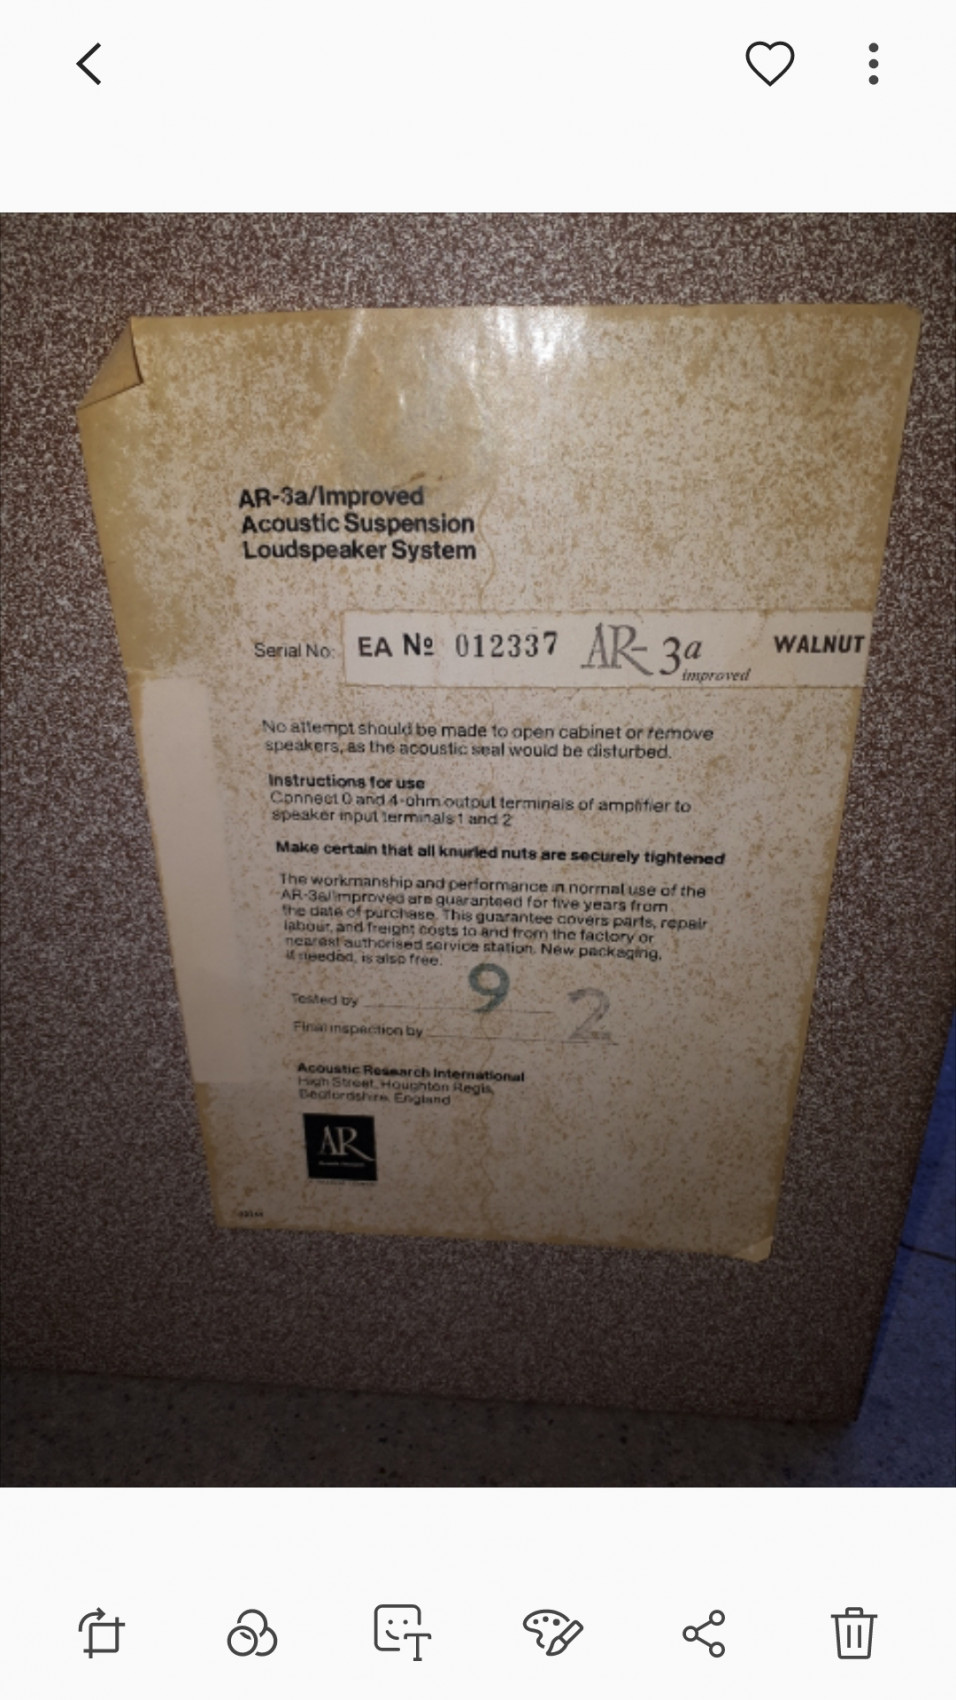 AR-3a/Improved
Acoustic Suspension
Loudspeaker System
Serial No: EA № 012337 AR-3a improved WALNUT
No attempt should be made to open cabinet or remove
speakers, as the acoustic seal would be disturbed.
Instructions for use
Connect 0 and 4-ohm output terminals of amplifier to
speaker input terminals 1 and 2
Make certain that all knurled nuts are securely tightened
The workmanship and performance in normal use of the
AR-3a/Improved are guaranteed for five years from
the date of purchase. This guarantee covers parts, repair
labour, and freight costs to and from the factory or
nearest authorised service station. New packaging,
if needed, is also free.
Tested by 9
Final inspection by 2
Acoustic Research International
High Street, Houghton Regis,
Bedfordshire, England
AR